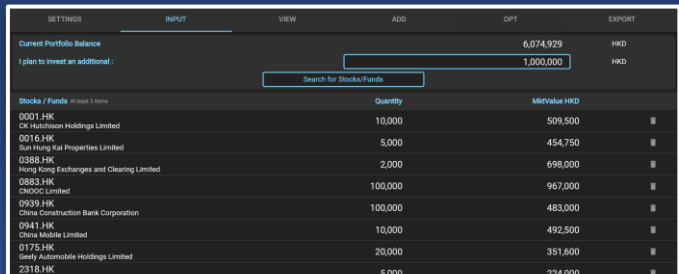 SETTINGS INPUT VIEW ADD OPT EXPORT
Current Portfolio Balance 6,074,929 HKD
I plan to invest an additional : 1,000,000 HKD
Search for Stocks/Funds
Stocks / Funds At least 5 items Quantity MktValue HKD
0001.HK
CK Hutchison Holdings Limited 10,000 509,500
0016.HK
Sun Hung Kai Properties Limited 5,000 454,750
0388.HK
Hong Kong Exchanges and Clearing Limited 2,000 698,000
0883.HK
CNOOC Limited 100,000 967,000
0939.HK
China Construction Bank Corporation 100,000 483,000
0941.HK
China Mobile Limited 10,000 492,500
0175.HK
Geely Automobile Holdings Limited 20,000 351,600
2318.HK 5,000 224,000